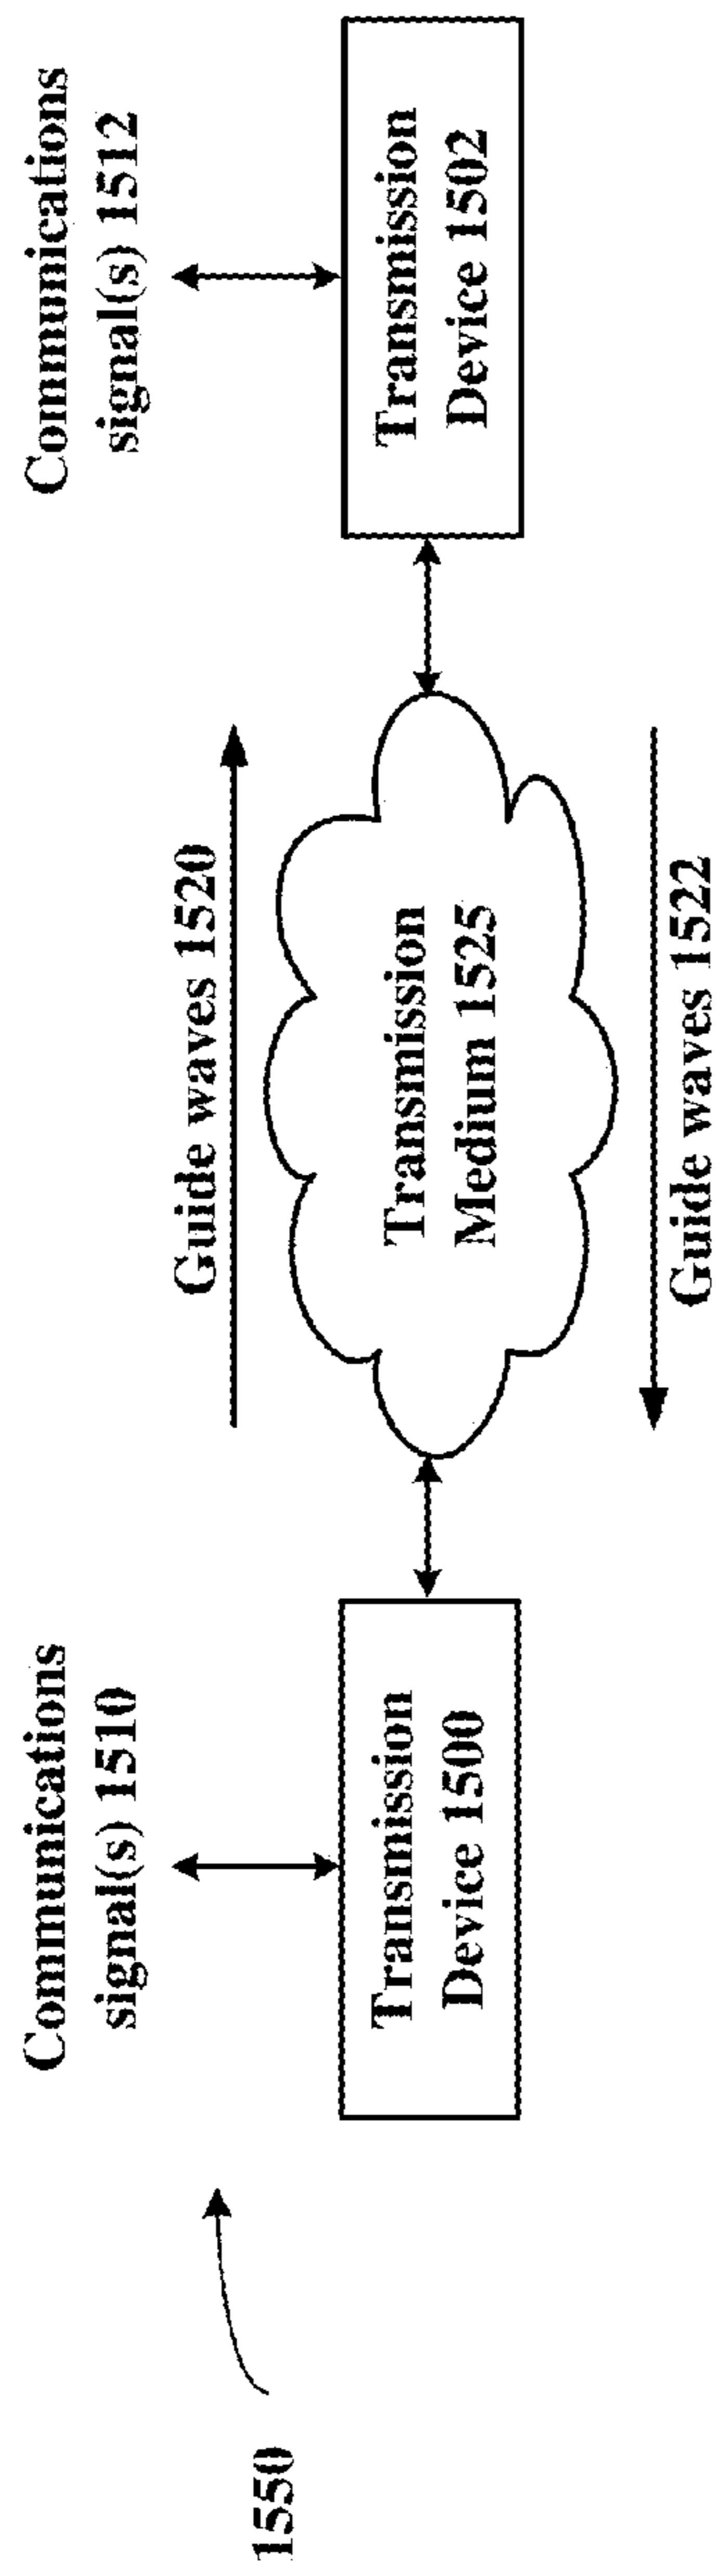 Communications
signal(s) 1510
Communications
signal(s) 1512
Guide waves 1520
Transmission
Device 1500
Transmission
Medium 1525
Transmission
Device 1502
Guide waves 1522
1550